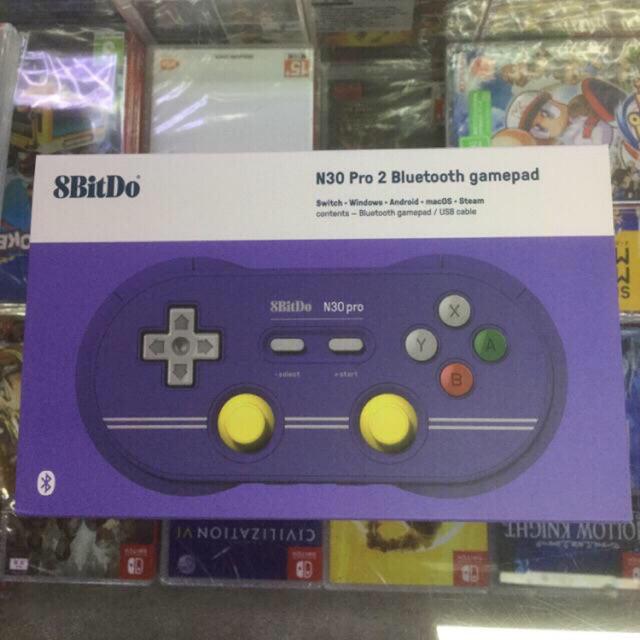 8BitDo
N30 Pro 2 Bluetooth gamepad
Switch • Windows • Android • macOS • Steam
contents – Bluetooth gamepad / USB cable
8BitDo N30 pro
X
Y
A
B
-select
+start
CIVILIZATION VI
HOLLOW KNIGHT